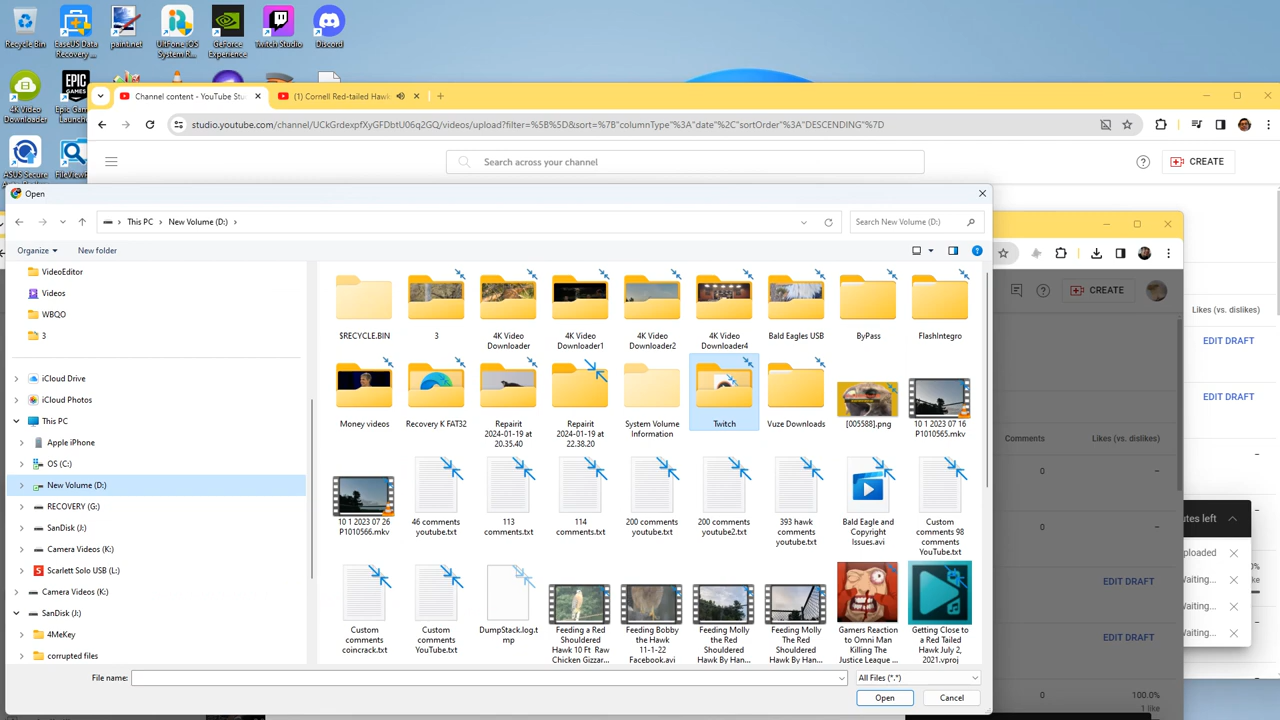 Recycle Bin
EaseUS Data Recovery ...
paint.net
UltFone iOS System R...
GeForce Experience
Twitch Studio
Discord
4K Video Downloader
Epic Games Launcher
ASUS Secure
FileViewP
Channel content - YouTube Stu
(1) Cornell Red-tailed Hawk
studio.youtube.com/channel/UCkGrdexpfXyGFDbtU06q2GQ/videos/upload?filter=%5B%5D&sort=%7B"columnType"%3A"date"%2C"sortOrder"%3A"DESCENDING"%7D
Search across your channel
CREATE
Open
This PC > New Volume (D:) >
Search New Volume (D:)
Organize
New folder
VideoEditor
Videos
WBQO
3
iCloud Drive
iCloud Photos
This PC
Apple iPhone
OS (C:)
New Volume (D:)
RECOVERY (G:)
SanDisk (J:)
Camera Videos (K:)
Scarlett Solo USB (L:)
Camera Videos (K:)
SanDisk (J:)
4MeKey
corrupted files
$RECYCLE.BIN
3
4K Video Downloader
4K Video Downloader1
4K Video Downloader2
4K Video Downloader4
Bald Eagles USB
ByPass
FlashIntegro
Money videos
Recovery K FAT32
Repairit 2024-01-19 at 20.35.40
Repairit 2024-01-19 at 22.38.20
System Volume Information
Twitch
Vuze Downloads
[005588].png
10 1 2023 07 16 P1010565.mkv
10 1 2023 07 26 P1010566.mkv
46 comments youtube.txt
113 comments.txt
114 comments.txt
200 comments youtube.txt
200 comments youtube2.txt
393 hawk comments youtube.txt
Bald Eagle and Copyright Issues.avi
Custom comments 98 comments YouTube.txt
Custom comments coincrack.txt
Custom comments YouTube.txt
DumpStack.log.tmp
Feeding a Red Shouldered Hawk 10 Ft Raw Chicken Gizzar...
Feeding Bobby the Hawk 11-1-22 Facebook.avi
Feeding Molly the Red Shouldered Hawk By Han...
Feeding Molly The Red Shouldered Hawk By Han...
Gamers Reaction to Omni Man Killing The Justice League ...
Getting Close to a Red Tailed Hawk July 2, 2021.vproj
File name:
All Files (*.*)
Open
Cancel
CREATE
Comments
Likes (vs. dislikes)
0
–
0
–
EDIT DRAFT
EDIT DRAFT
0
100.0%
1 like
Likes (vs. dislikes)
EDIT DRAFT
EDIT DRAFT
utes left
ploaded
Waiting...
Waiting...
Waiting...